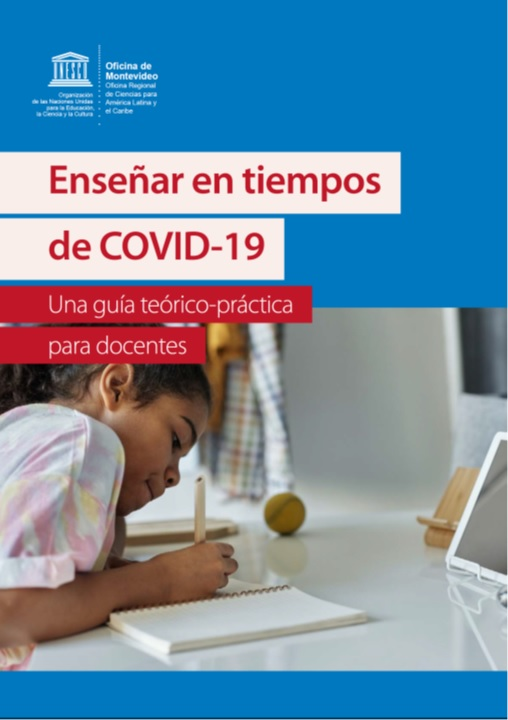 Oficina de
Montevideo
Oficina Regional
de Ciencias para
América Latina y
el Caribe
Organización
de las Naciones Unidas
para la Educación,
la Ciencia y la Cultura
Enseñar en tiempos
de COVID-19
Una guía teórico-práctica
para docentes